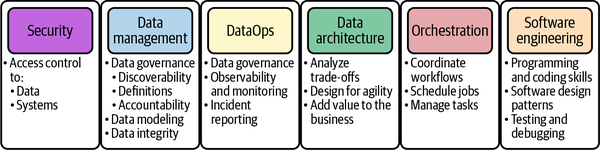 Security
• Access control
to:
• Data
• Systems
Data
management
• Data governance
• Discoverability
• Definitions
• Accountability
• Data modeling
• Data integrity
DataOps
• Data governance
• Observability
and monitoring
• Incident
reporting
Data
architecture
• Analyze
trade-offs
• Design for agility
• Add value to the
business
Orchestration
• Coordinate
workflows
• Schedule jobs
• Manage tasks
Software
engineering
• Programming
and coding skills
• Software design
patterns
• Testing and
debugging